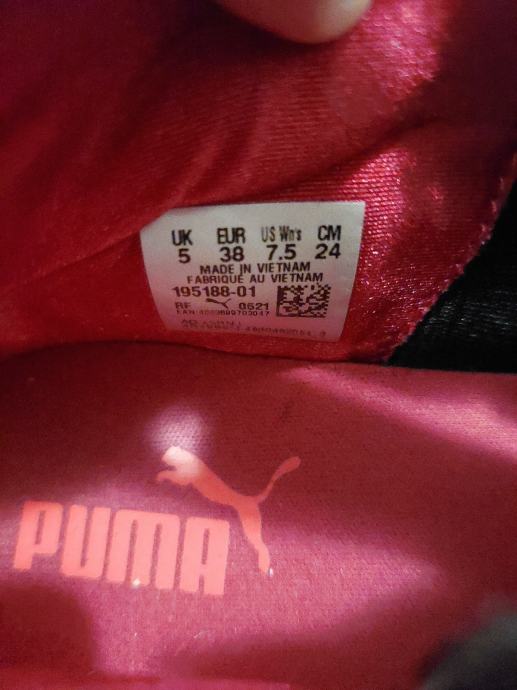 UK EUR US Wn's CM
5 38 7.5 24
MADE IN VIETNAM
FABRIQUÉ AU VIETNAM
195188-01
RF 0621
PUMA